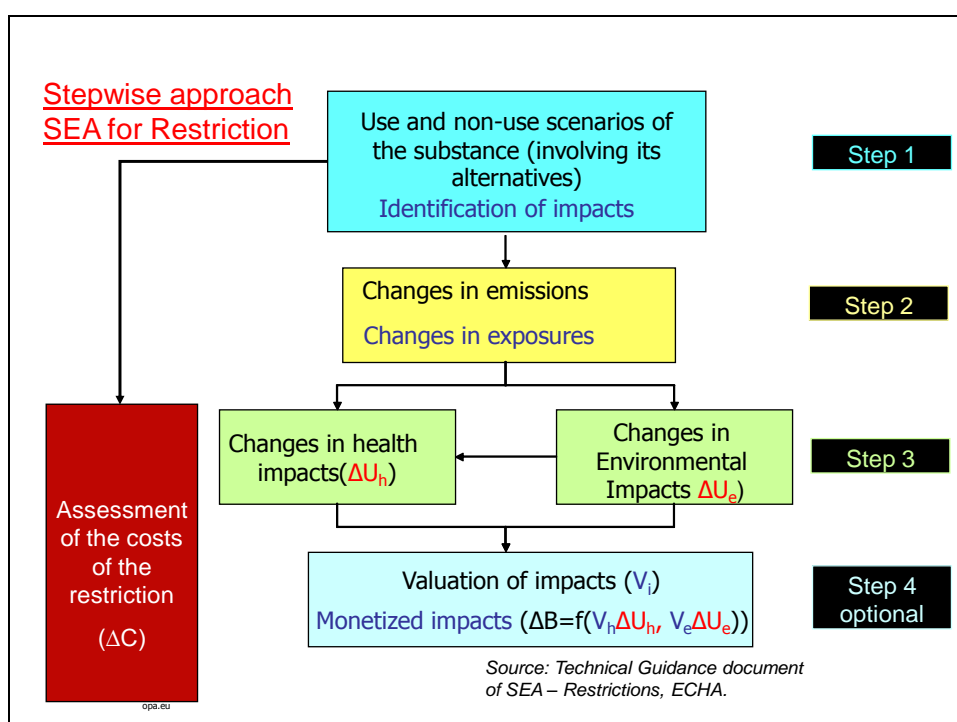 Stepwise approach
SEA for Restriction
Use and non-use scenarios of
the substance (involving its
alternatives)
Identification of impacts
Step 1
Changes in emissions
Changes in exposures
Step 2
Changes in health
impacts(ΔUₕ)
Changes in
Environmental
Impacts ΔUₑ)
Step 3
Assessment
of the costs
of the
restriction
(ΔC)
Valuation of impacts (Vᵢ)
Monetized impacts (ΔB=f(VₕΔUₕ, VₑΔUₑ))
Step 4
optional
Source: Technical Guidance document
of SEA – Restrictions, ECHA.
opa.eu